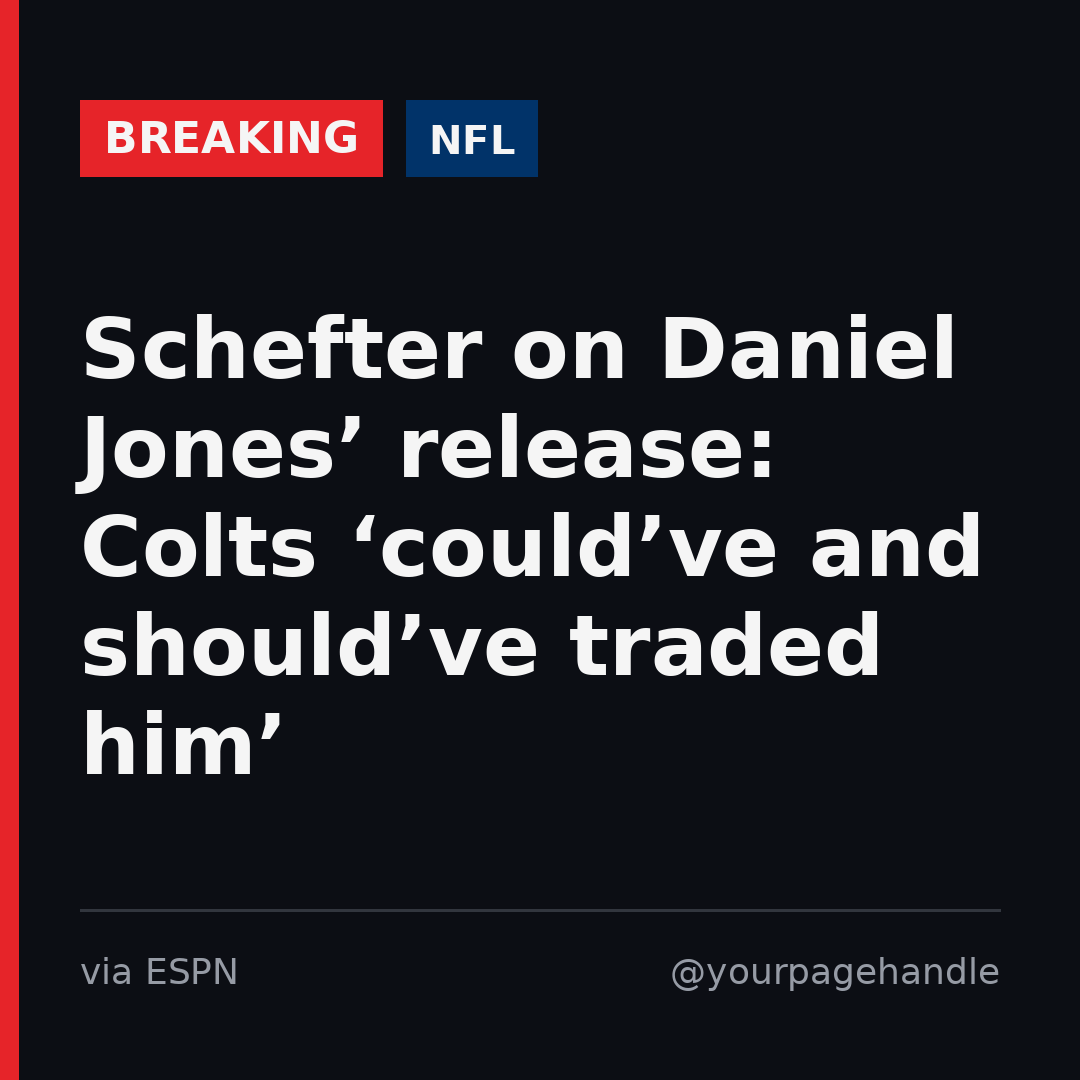 BREAKING NFL
Schefter on Daniel
Jones’ release:
Colts ‘could’ve and
should’ve traded
him’
via ESPN @yourpagehandle